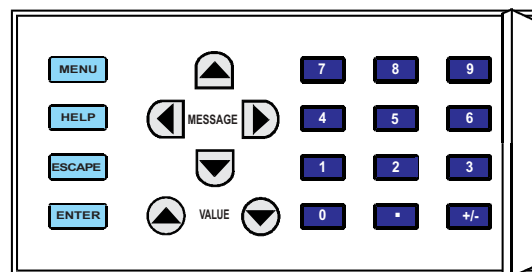 MENU 7 8 9
HELP MESSAGE 4 5 6
ESCAPE 1 2 3
ENTER VALUE 0 . +/-